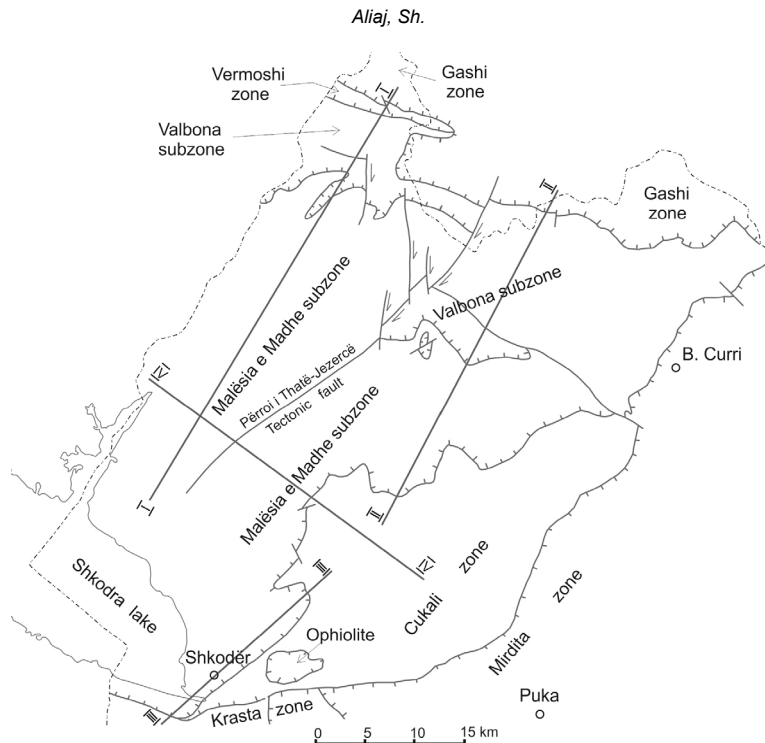 Aliaj, Sh.
Vermoshi
zone
Gashi
zone
Valbona
subzone
I
II
Gashi
zone
Malësia e Madhe subzone
Valbona subzone
B. Curri
IV
Përroi i Thatë-Jezercë
Tectonic fault
Malësia e Madhe subzone
I
II
IV
III
Shkodra lake
Cukali zone
Mirdita zone
Shkodër
Ophiolite
III
Krasta zone
Puka
0 5 10 15 km